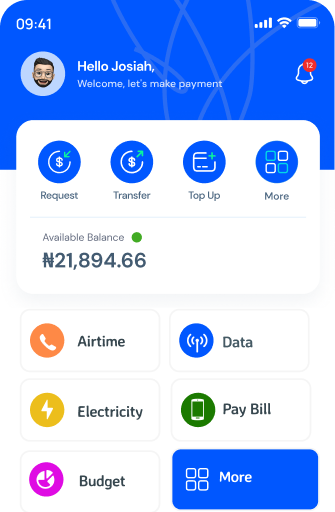 09:41
Hello Josiah,
12
Welcome, let's make payment
Request Transfer Top Up More
Available Balance
₦21,894.66
Airtime Data
Electricity Pay Bill
Budget More